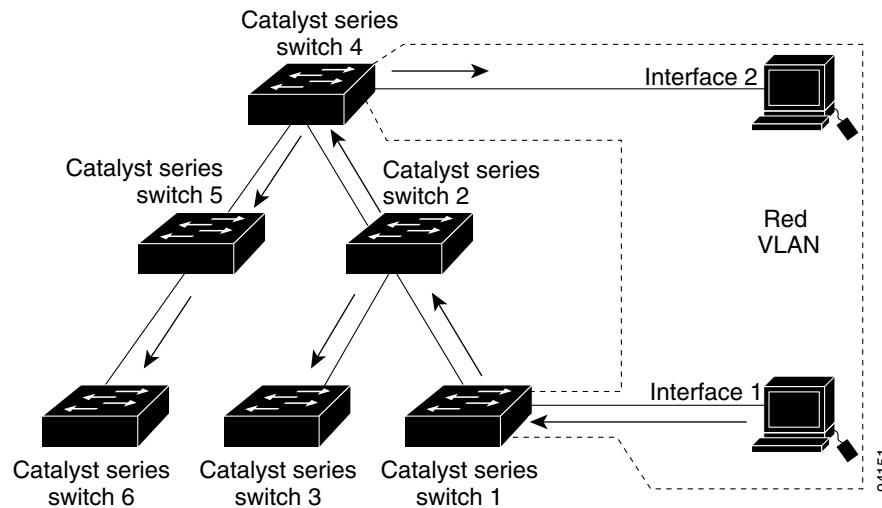 Catalyst series
switch 4
Interface 2
Catalyst series
switch 5
Catalyst series
switch 2
Red
VLAN
Interface 1
Catalyst series
switch 6
Catalyst series
switch 3
Catalyst series
switch 1